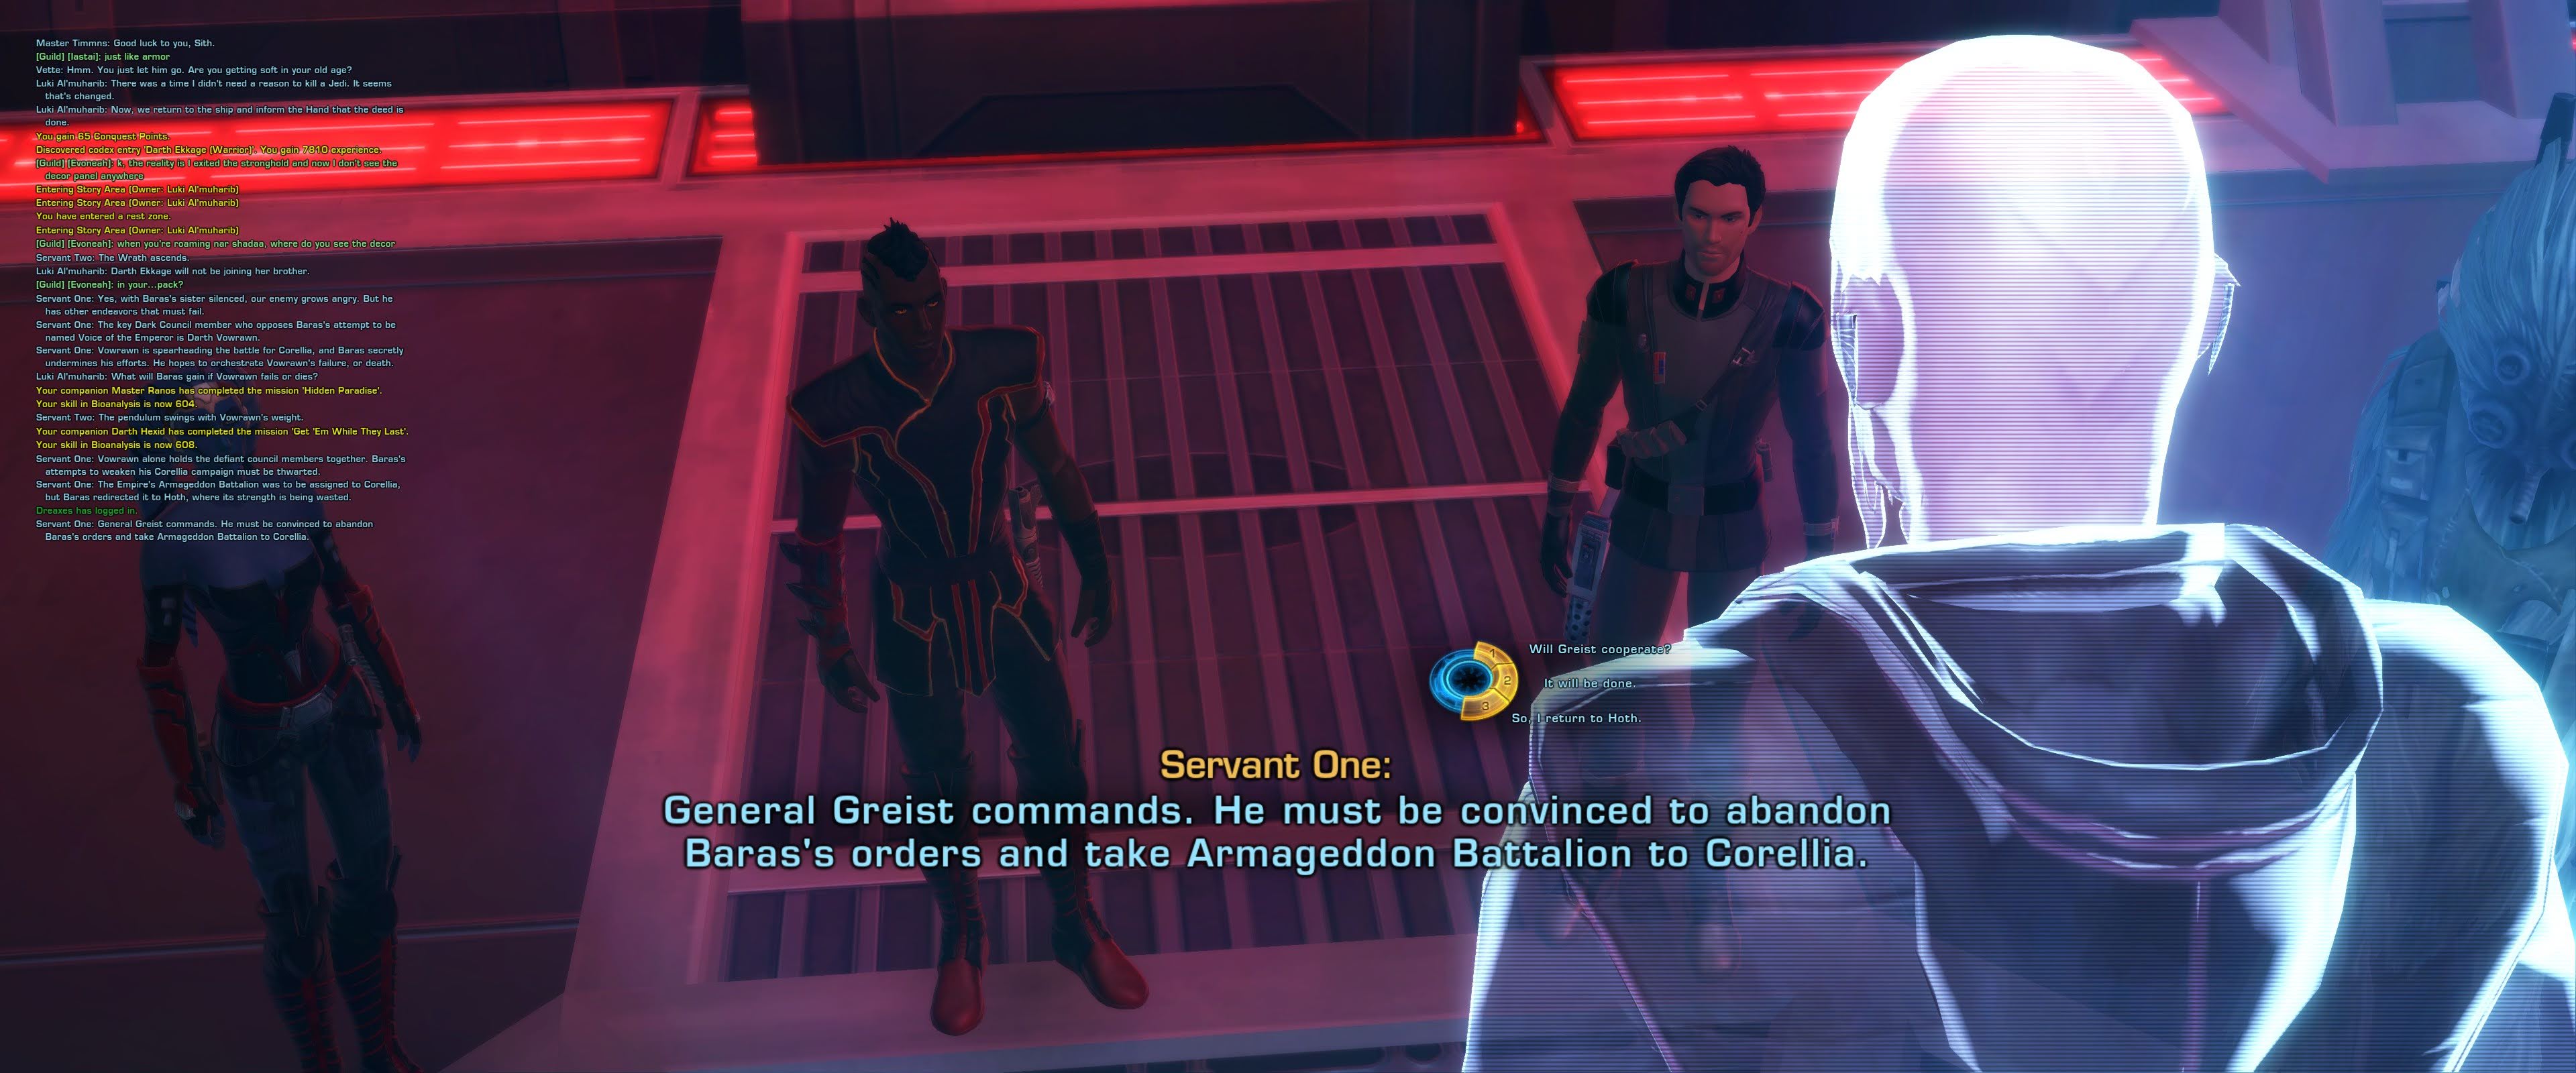 Master Timmns: Good luck to you, Sith.
[Guild] [Iastai]: just like armor
Vette: Hmm. You just let him go. Are you getting soft in your old age?
Luki Al'muharib: There was a time I didn't need a reason to kill a Jedi. It seems
that's changed.
Luki Al'muharib: Now, we return to the ship and inform the Hand that the deed is
done.
You gain 65 Conquest Points.
Discovered codex entry 'Darth Ekkage (Warrior)'. You gain 7810 experience.
[Guild] [Evoneah]: k, the reality is I exited the stronghold and now I don't see the
decor panel anywhere
Entering Story Area (Owner: Luki Al'muharib)
Entering Story Area (Owner: Luki Al'muharib)
You have entered a rest zone.
Entering Story Area (Owner: Luki Al'muharib)
[Guild] [Evoneah]: when you're roaming nar shadaa, where do you see the decor
Servant Two: The Wrath ascends.
Luki Al'muharib: Darth Ekkage will not be joining her brother.
[Guild] [Evoneah]: in your...pack?
Servant One: Yes, with Baras's sister silenced, our enemy grows angry. But he
has other endeavors that must fail.
Servant One: The key Dark Council member who opposes Baras's attempt to be
named Voice of the Emperor is Darth Vowrawn.
Servant One: Vowrawn is spearheading the battle for Corellia, and Baras secretly
undermines his efforts. He hopes to orchestrate Vowrawn's failure, or death.
Luki Al'muharib: What will Baras gain if Vowrawn fails or dies?
Your companion Master Ranos has completed the mission 'Hidden Paradise'.
Your skill in Bioanalysis is now 604.
Servant Two: The pendulum swings with Vowrawn's weight.
Your companion Darth Hexid has completed the mission 'Get 'Em While They Last'.
Your skill in Bioanalysis is now 608.
Servant One: Vowrawn alone holds the defiant council members together. Baras's
attempts to weaken his Corellia campaign must be thwarted.
Servant One: The Empire's Armageddon Battalion was to be assigned to Corellia,
but Baras redirected it to Hoth, where its strength is being wasted.
Dreaxes has logged in.
Servant One: General Greist commands. He must be convinced to abandon
Baras's orders and take Armageddon Battalion to Corellia.
1 Will Greist cooperate?
2 It will be done.
3 So, I return to Hoth.
Servant One:
General Greist commands. He must be convinced to abandon
Baras's orders and take Armageddon Battalion to Corellia.